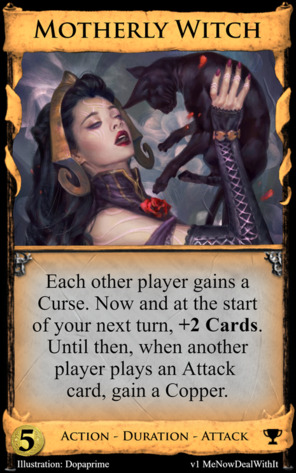 Motherly Witch
Each other player gains a
Curse. Now and at the start
of your next turn, +2 Cards.
Until then, when another
player plays an Attack
card, gain a Copper.
5
Action - Duration - Attack
Illustration: Dopaprime
v1 MeNowDealWithIt